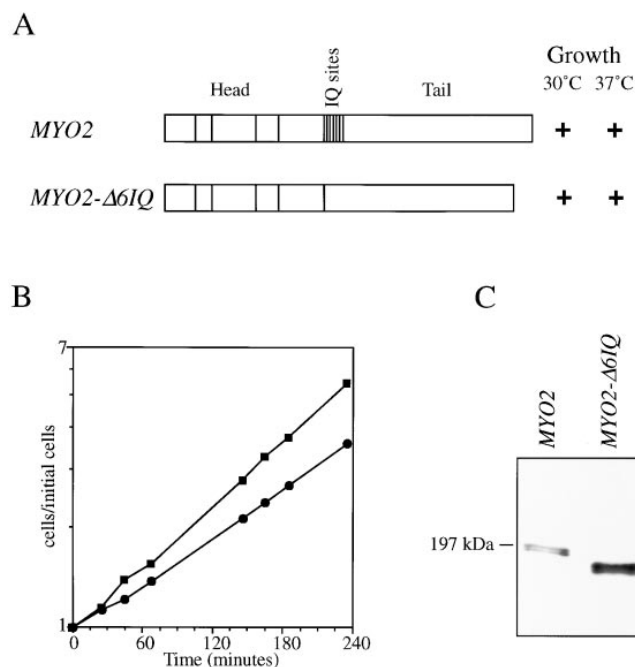 A
Growth
Head
IQ sites
Tail
30°C 37°C
MYO2
+ +
MYO2-Δ6IQ
+ +
B
7
cells/initial cells
1
1
0 60 120 180 240
Time (minutes)
C
MYO2
MYO2-Δ6IQ
197 kDa